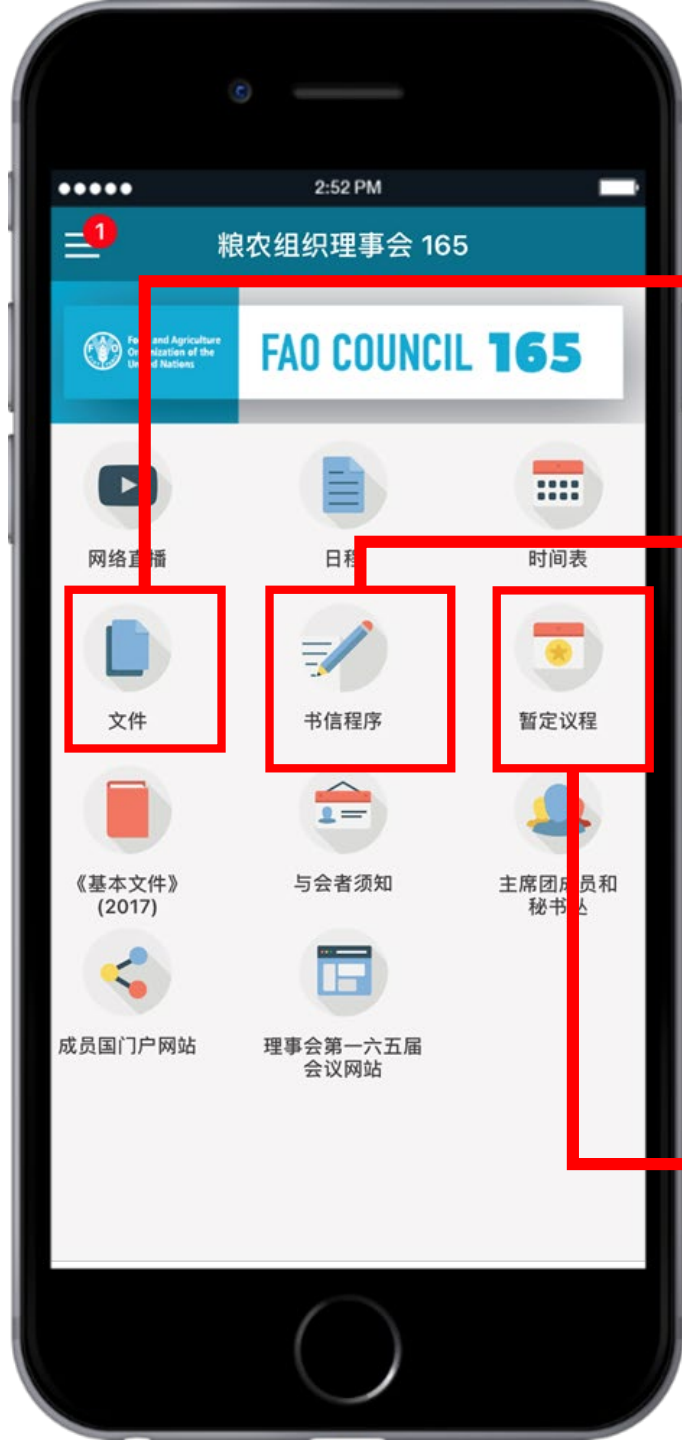 2:52 PM
1
粮农组织理事会 165
Food and Agriculture
Organization of the
United Nations
FAO COUNCIL 165
网络直播
日程
时间表
文件
书信程序
暂定议程
《基本文件》
(2017)
与会者须知
主席团成员和
秘书处
成员国门户网站
理事会第一六五届
会议网站